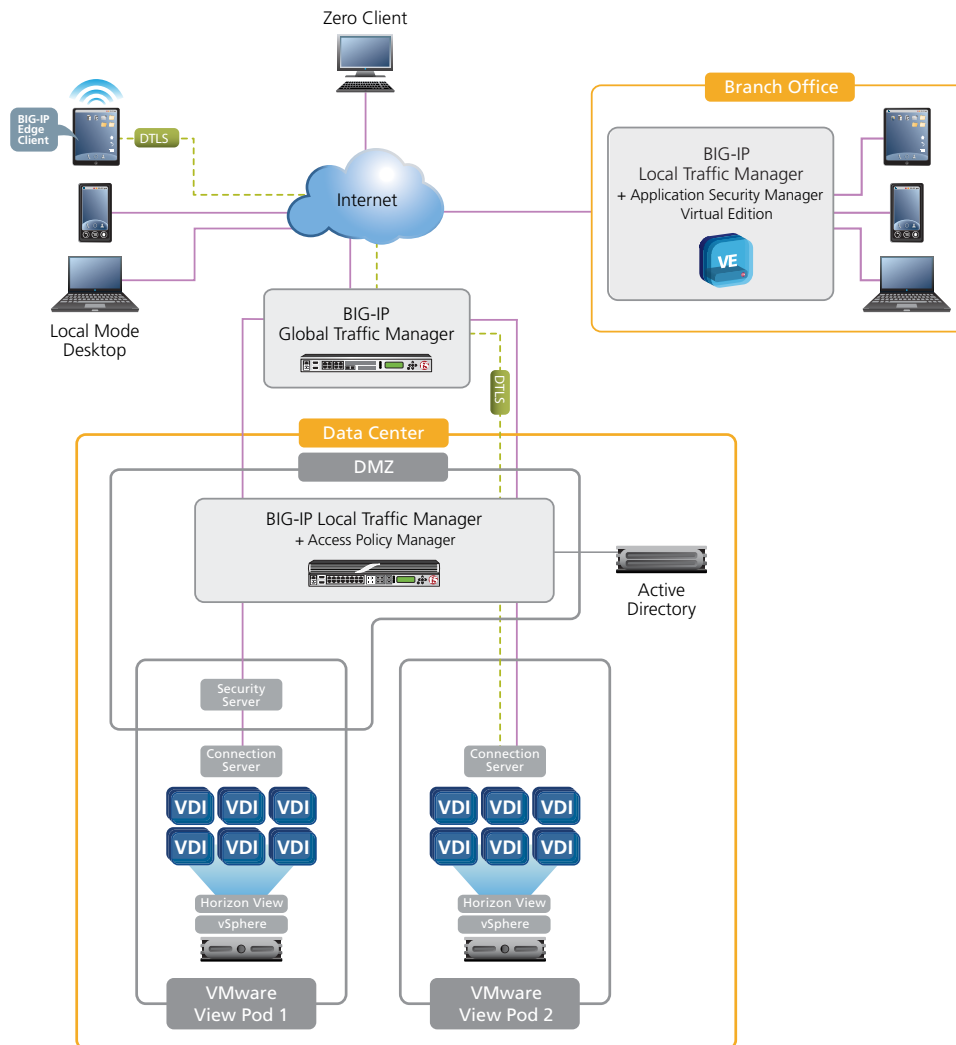 Zero Client
BIG-IP
Edge
Client
DTLS
Internet
Local Mode
Desktop
Branch Office
BIG-IP
Local Traffic Manager
+ Application Security Manager
Virtual Edition
VE
BIG-IP
Global Traffic Manager
DTLS
Data Center
DMZ
BIG-IP Local Traffic Manager
+ Access Policy Manager
Active
Directory
Security
Server
Connection
Server
VDI VDI VDI
VDI VDI VDI
Horizon View
vSphere
VMware
View Pod 1
Connection
Server
VDI VDI VDI
VDI VDI VDI
Horizon View
vSphere
VMware
View Pod 2